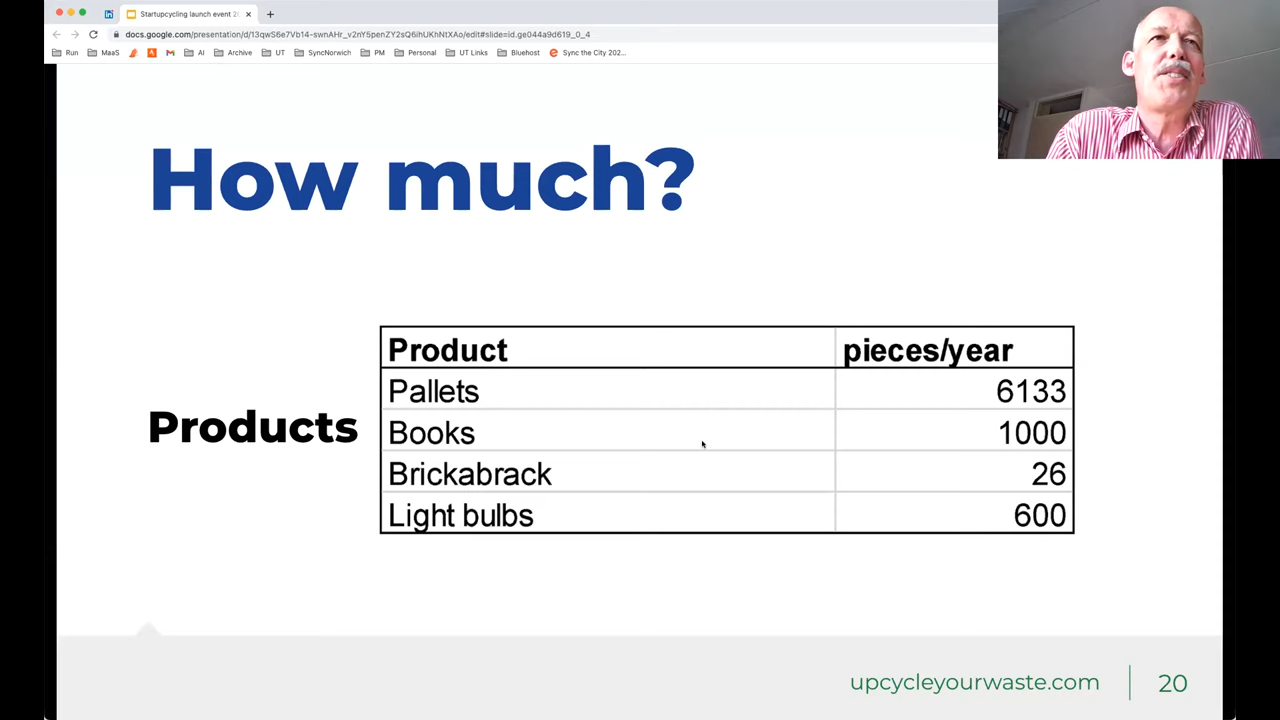 Startupcycling launch event 2
docs.google.com/presentation/d/13qwS6e7Vb14-swnAHr_v2nY5penZY2sQ6ihUKhNtXAo/edit#slide=id.ge044a9d619_0_4
Run MaaS AI Archive UT SyncNorwich PM Personal UT Links Bluehost Sync the City 202...
How much?
Products
Product pieces/year
Pallets 6133
Books 1000
Brickabrack 26
Light bulbs 600
upcycleyourwaste.com 20